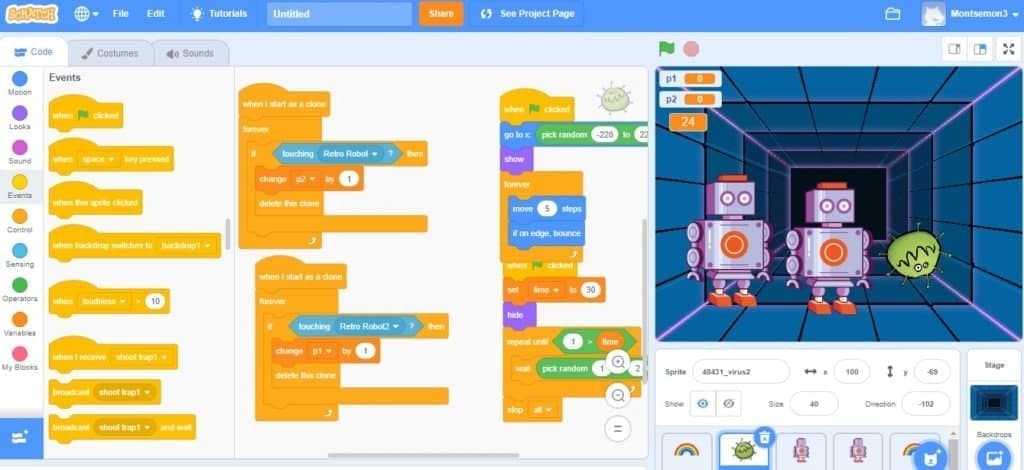 SCRATCH
File
Edit
Tutorials
Untitled
Share
See Project Page
Montsemon3
Code
Costumes
Sounds
Motion
Looks
Sound
Events
Control
Sensing
Operators
Variables
My Blocks
Events
when clicked
when space key pressed
when this sprite clicked
when backdrop switches to backdrop1
when loudness > 10
when I receive shoot trap1
broadcast shoot trap1
broadcast shoot trap1 and wait
when I start as a clone
forever
if touching Retro Robot ? then
change p2 by 1
delete this clone
when I start as a clone
forever
if touching Retro Robot2 ? then
change p1 by 1
delete this clone
when clicked
go to x: pick random -220 to 22
show
forever
move 5 steps
if on edge, bounce
when clicked
set time to 30
hide
repeat until 1 > time
wait pick random 1 2
stop all
p1 0
p2 0
24
Sprite 48431_virus2 x 100 y -69
Show Size 40 Direction -102
Stage
Backdrops